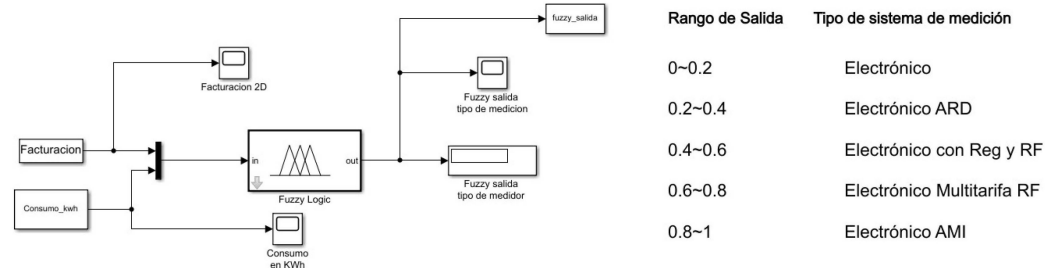 fuzzy_salida
Facturacion 2D
Fuzzy salida
tipo de medicion
Facturacion
in
out
Fuzzy Logic
Fuzzy salida
tipo de medidor
Consumo_kwh
Consumo
en KWh
Rango de Salida Tipo de sistema de medición
0~0.2 Electrónico
0.2~0.4 Electrónico ARD
0.4~0.6 Electrónico con Reg y RF
0.6~0.8 Electrónico Multitarifa RF
0.8~1 Electrónico AMI